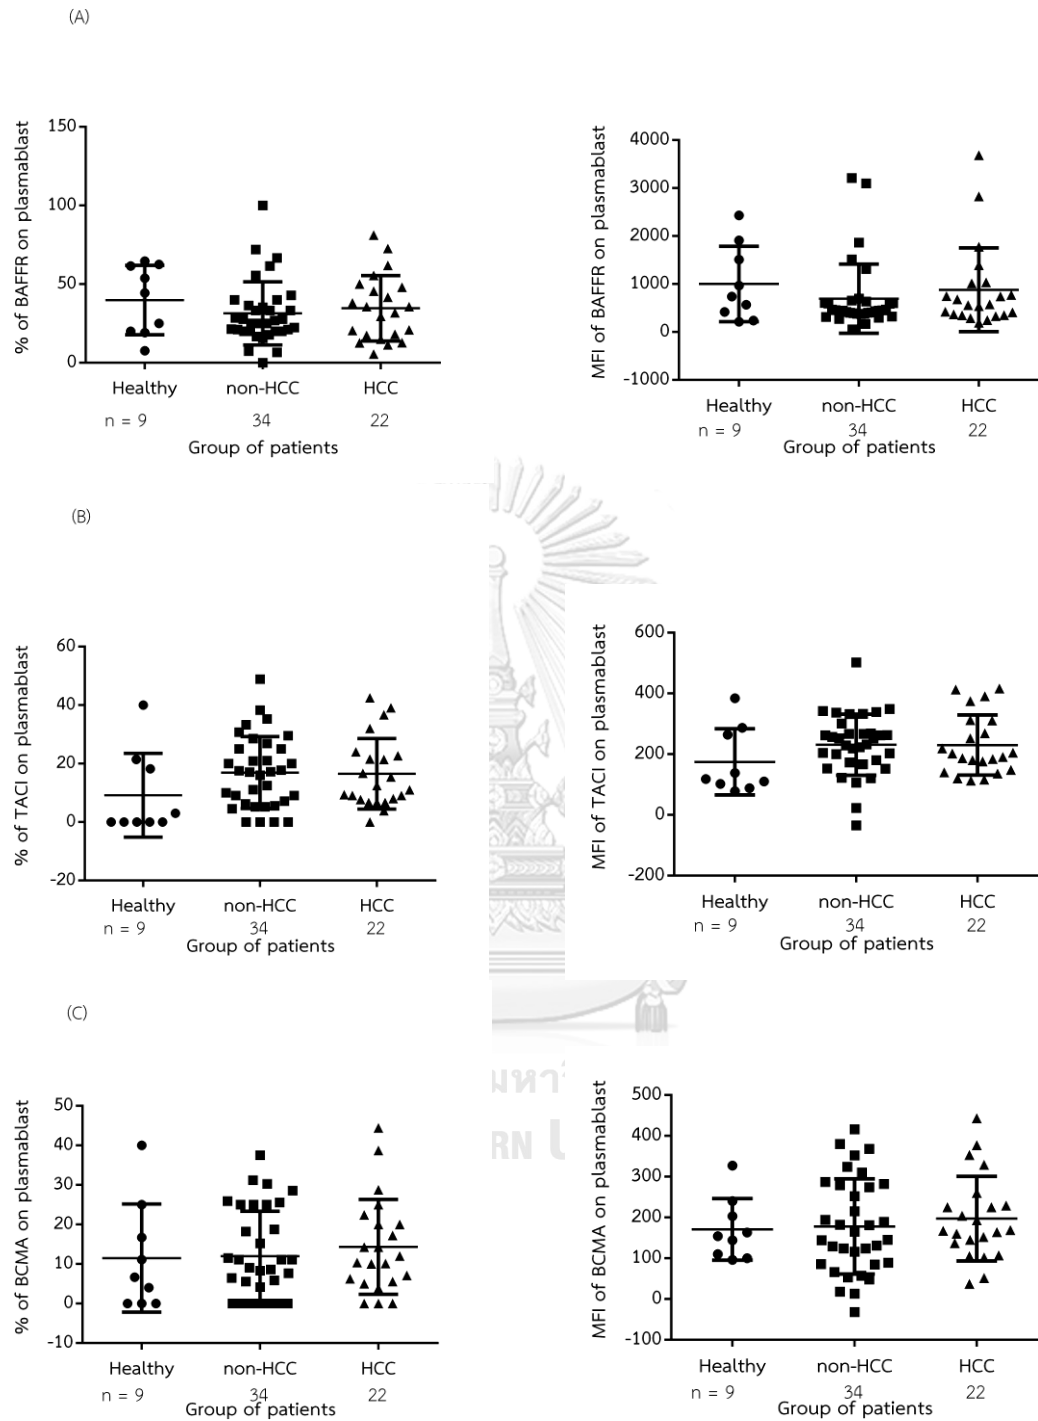 (A)
% of BAFFR on plasmablast
150
100
50
0
Healthy non-HCC HCC
n = 9 34 22
Group of patients
MFI of BAFFR on plasmablast
4000
3000
2000
1000
0
-1000
Healthy non-HCC HCC
n = 9 34 22
Group of patients
(B)
% of TACI on plasmablast
60
40
20
0
-20
Healthy non-HCC HCC
n = 9 34 22
Group of patients
MFI of TACI on plasmablast
600
400
200
0
-200
Healthy non-HCC HCC
n = 9 34 22
Group of patients
(C)
% of BCMA on plasmablast
50
40
30
20
10
0
-10
Healthy non-HCC HCC
n = 9 34 22
Group of patients
MFI of BCMA on plasmablast
500
400
300
200
100
0
-100
Healthy non-HCC HCC
n = 9 34 22
Group of patients
มหา
RN U